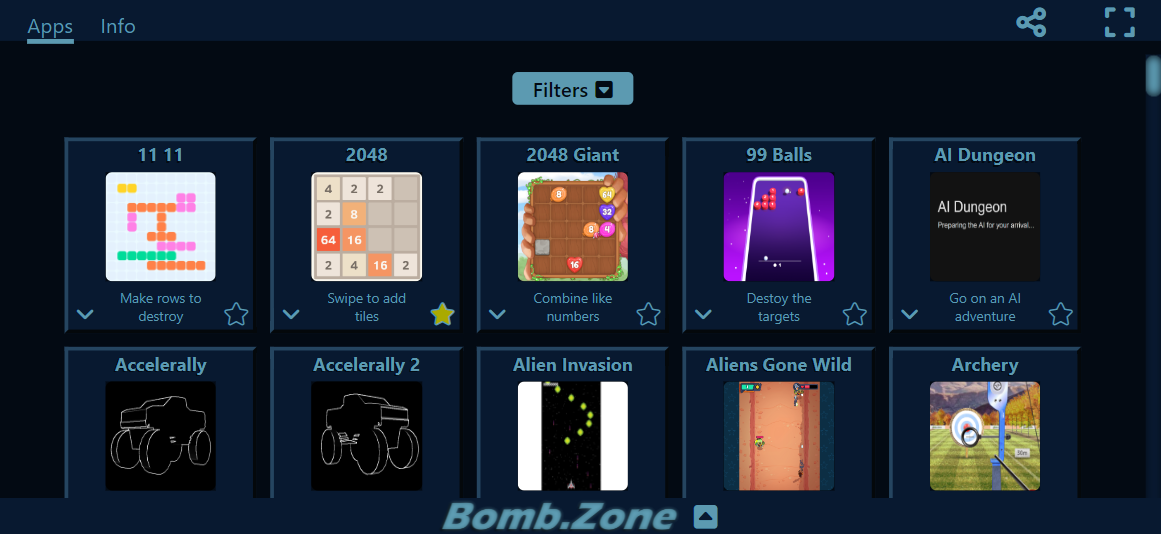 Apps Info
Filters
11 11
2048
2048 Giant
99 Balls
AI Dungeon
4 2 2
2 8
64 16
2 4 16 2
8 64
32
8 4
16
AI Dungeon
Preparing the AI for your arrival...
Make rows to
destroy
Swipe to add
tiles
Combine like
numbers
Destoy the
targets
Go on an AI
adventure
Accelerally
Accelerally 2
Alien Invasion
Aliens Gone Wild
Archery
Bomb.Zone